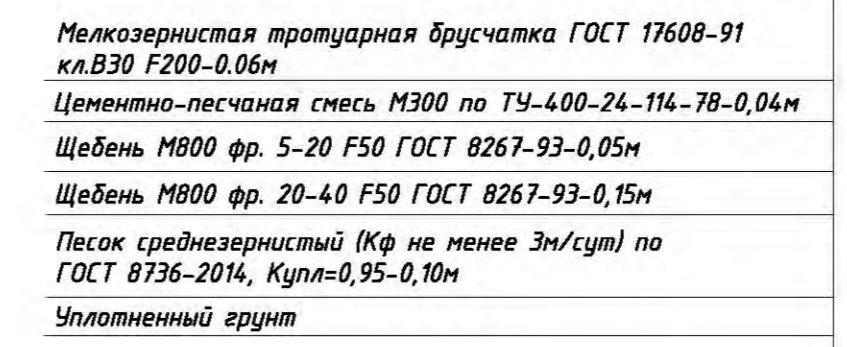 Мелкозернистая тротуарная брусчатка ГОСТ 17608-91
кл.В30 F200-0.06м
Цементно-песчаная смесь М300 по ТУ-400-24-114-78-0,04м
Щебень М800 фр. 5-20 F50 ГОСТ 8267-93-0,05м
Щебень М800 фр. 20-40 F50 ГОСТ 8267-93-0,15м
Песок среднезернистый (Кф не менее 3м/сут) по
ГОСТ 8736-2014, Купл=0,95-0,10м
Уплотненный грунт